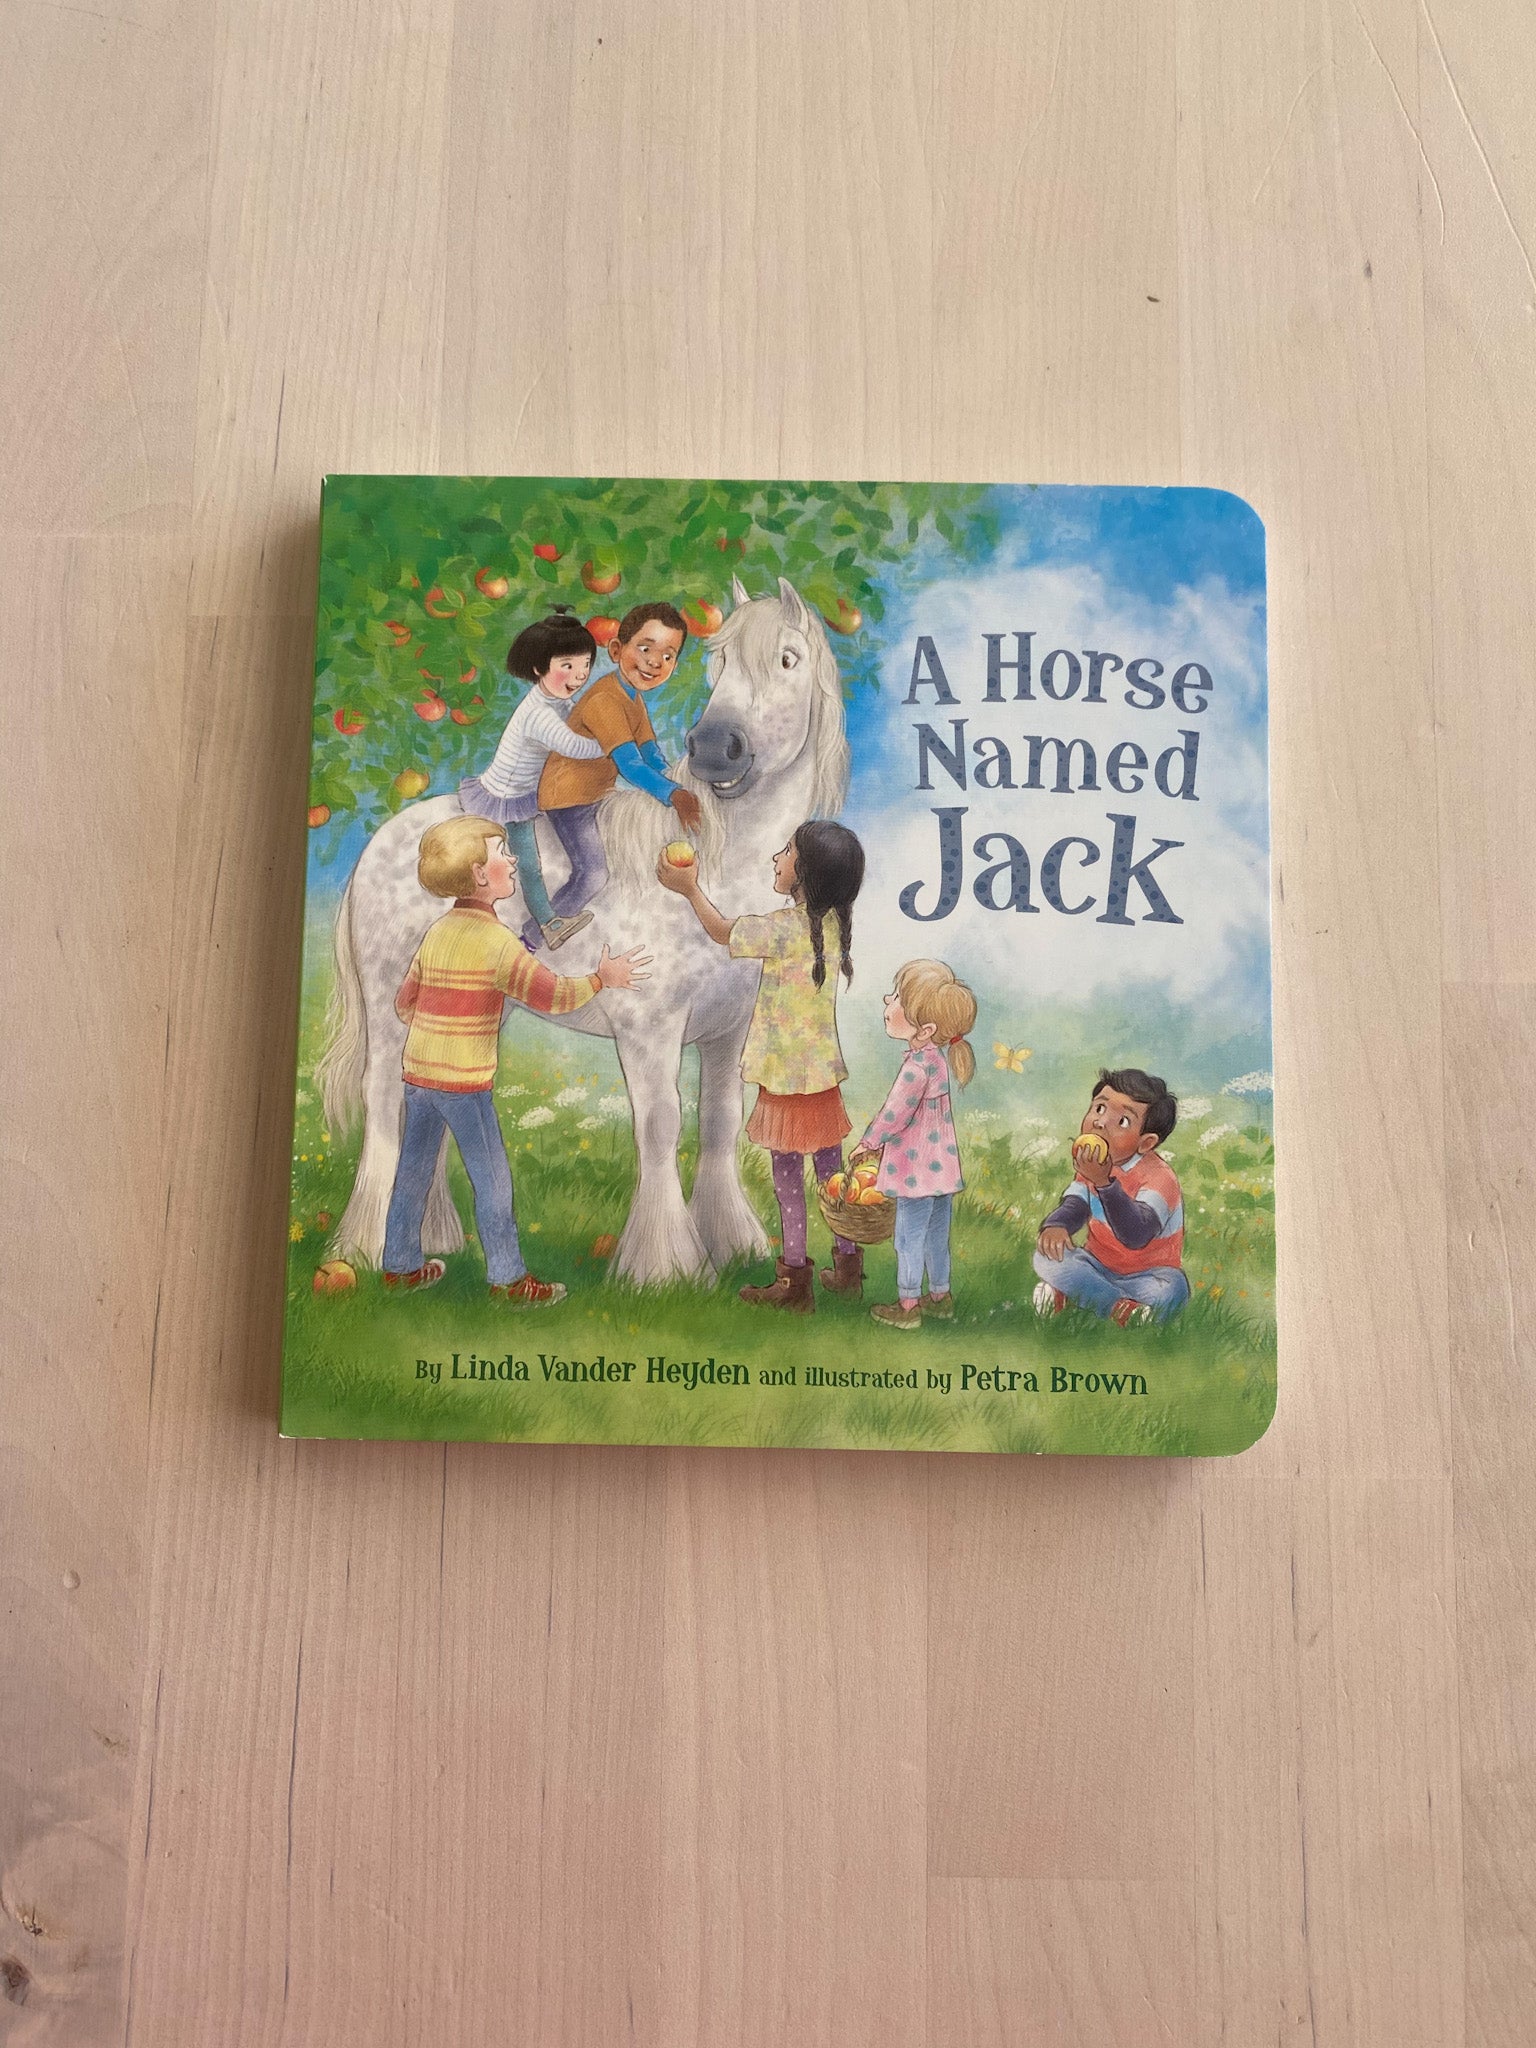 A Horse
Named
Jack
By Linda Vander Heyden and illustrated by Petra Brown